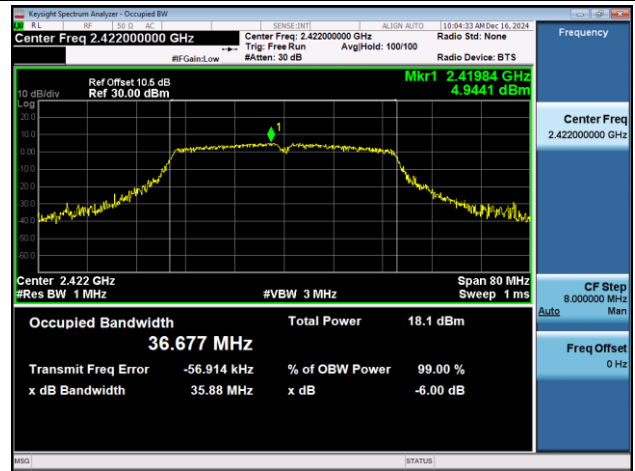 Keysight Spectrum Analyzer - Occupied BW
RL RF 50 Ω AC SENSE:INT ALIGN AUTO 10:04:33 AM Dec 16, 2024
Center Freq 2.422000000 GHz
Center Freq: 2.422000000 GHz
Radio Std: None
Trig: Free Run Avg|Hold: 100/100
#IFGain:Low
#Atten: 30 dB
Radio Device: BTS
Frequency
Mkr1 2.41984 GHz
4.9441 dBm
Ref Offset 10.5 dB
10 dB/div Ref 30.00 dBm
Log
20.0
10.0
0.00
-10.0
-20.0
-30.0
-40.0
-50.0
-60.0
1
Center 2.422 GHz Span 80 MHz
#Res BW 1 MHz #VBW 3 MHz Sweep 1 ms
Center Freq
2.422000000 GHz
CF Step
8.000000 MHz
Auto Man
Freq Offset
0 Hz
Occupied Bandwidth Total Power 18.1 dBm
36.677 MHz
Transmit Freq Error -56.914 kHz % of OBW Power 99.00 %
x dB Bandwidth 35.88 MHz x dB -6.00 dB
MSG STATUS